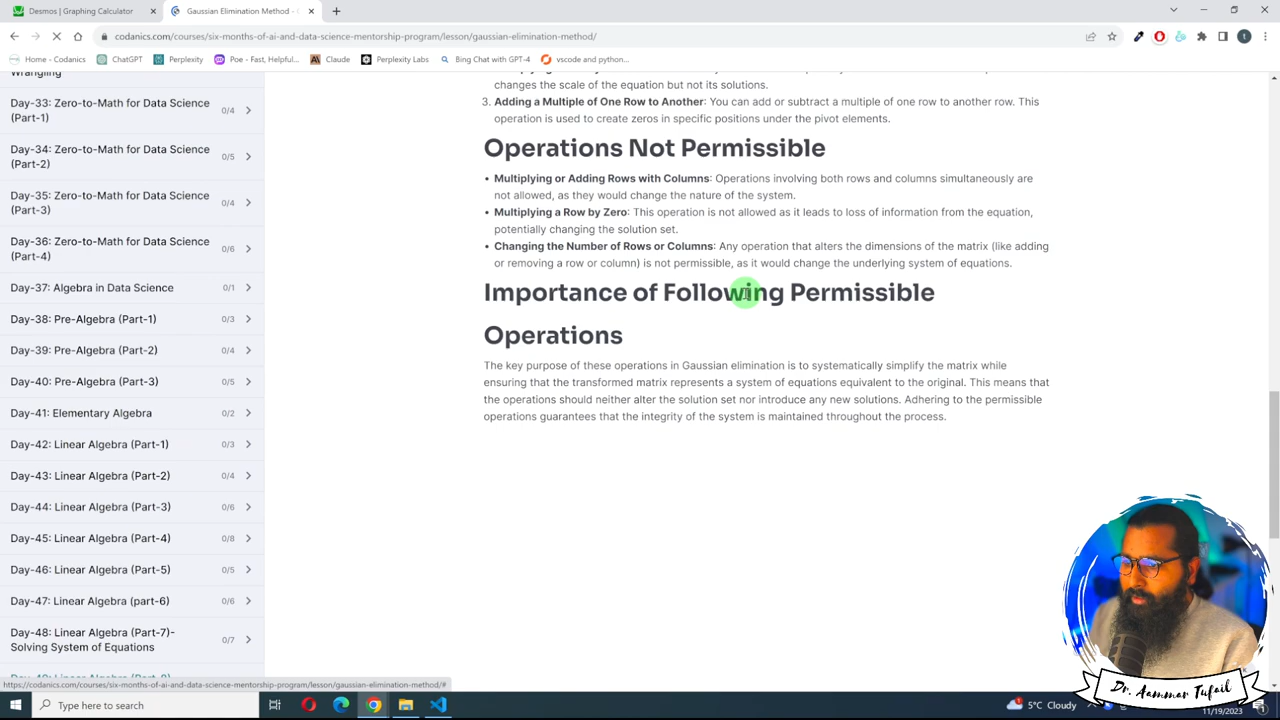 Desmos | Graphing Calculator
Gaussian Elimination Method -
codanics.com/courses/six-months-of-ai-and-data-science-mentorship-program/lesson/gaussian-elimination-method/
Home - Codanics
ChatGPT
Perplexity
Poe - Fast, Helpful...
Claude
Perplexity Labs
Bing Chat with GPT-4
vscode and python...
Wrangling
Day-33: Zero-to-Math for Data Science
(Part-1)
0/4
Day-34: Zero-to-Math for Data Science
(Part-2)
0/5
Day-35: Zero-to-Math for Data Science
(Part-3)
0/4
Day-36: Zero-to-Math for Data Science
(Part-4)
0/6
Day-37: Algebra in Data Science
0/1
Day-38: Pre-Algebra (Part-1)
0/3
Day-39: Pre-Algebra (Part-2)
0/4
Day-40: Pre-Algebra (Part-3)
0/5
Day-41: Elementary Algebra
0/2
Day-42: Linear Algebra (Part-1)
0/3
Day-43: Linear Algebra (Part-2)
0/4
Day-44: Linear Algebra (Part-3)
0/6
Day-45: Linear Algebra (Part-4)
0/8
Day-46: Linear Algebra (Part-5)
0/5
Day-47: Linear Algebra (part-6)
0/6
Day-48: Linear Algebra (Part-7)-
Solving System of Equations
0/7
changes the scale of the equation but not its solutions.
3. Adding a Multiple of One Row to Another: You can add or subtract a multiple of one row to another row. This
operation is used to create zeros in specific positions under the pivot elements.
Operations Not Permissible
• Multiplying or Adding Rows with Columns: Operations involving both rows and columns simultaneously are
not allowed, as they would change the nature of the system.
• Multiplying a Row by Zero: This operation is not allowed as it leads to loss of information from the equation,
potentially changing the solution set.
• Changing the Number of Rows or Columns: Any operation that alters the dimensions of the matrix (like adding
or removing a row or column) is not permissible, as it would change the underlying system of equations.
Importance of Following Permissible
Operations
The key purpose of these operations in Gaussian elimination is to systematically simplify the matrix while
ensuring that the transformed matrix represents a system of equations equivalent to the original. This means that
the operations should neither alter the solution set nor introduce any new solutions. Adhering to the permissible
operations guarantees that the integrity of the system is maintained throughout the process.
https://codanics.com/courses/six-months-of-ai-and-data-science-mentorship-program/lesson/gaussian-elimination-method/#
Dr. Aammar Tufail
Type here to search
5°C Cloudy
11/19/2023